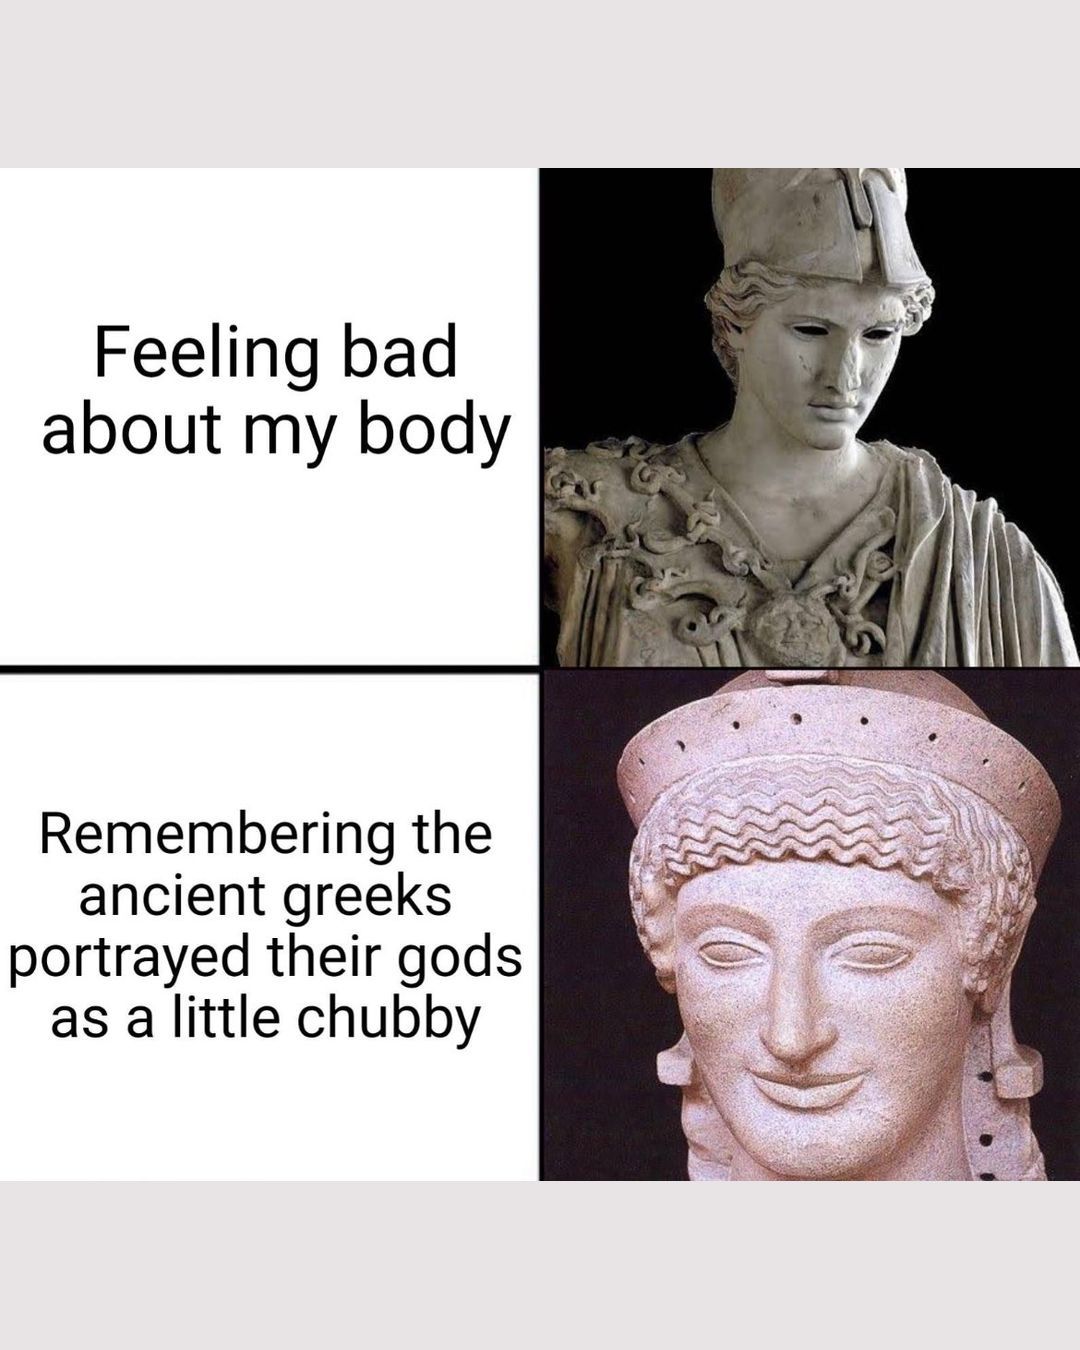 Feeling bad
about my body
Remembering the
ancient greeks
portrayed their gods
as a little chubby